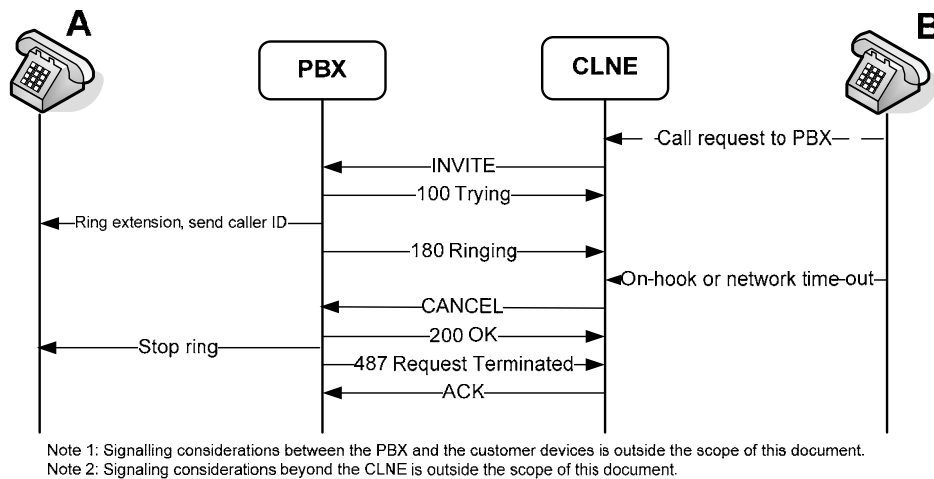 A
B
PBX
CLNE
Call request to PBX
INVITE
100 Trying
Ring extension, send caller ID
180 Ringing
On-hook or network time-out
CANCEL
200 OK
Stop ring
487 Request Terminated
ACK
Note 1: Signalling considerations between the PBX and the customer devices is outside the scope of this document.
Note 2: Signaling considerations beyond the CLNE is outside the scope of this document.